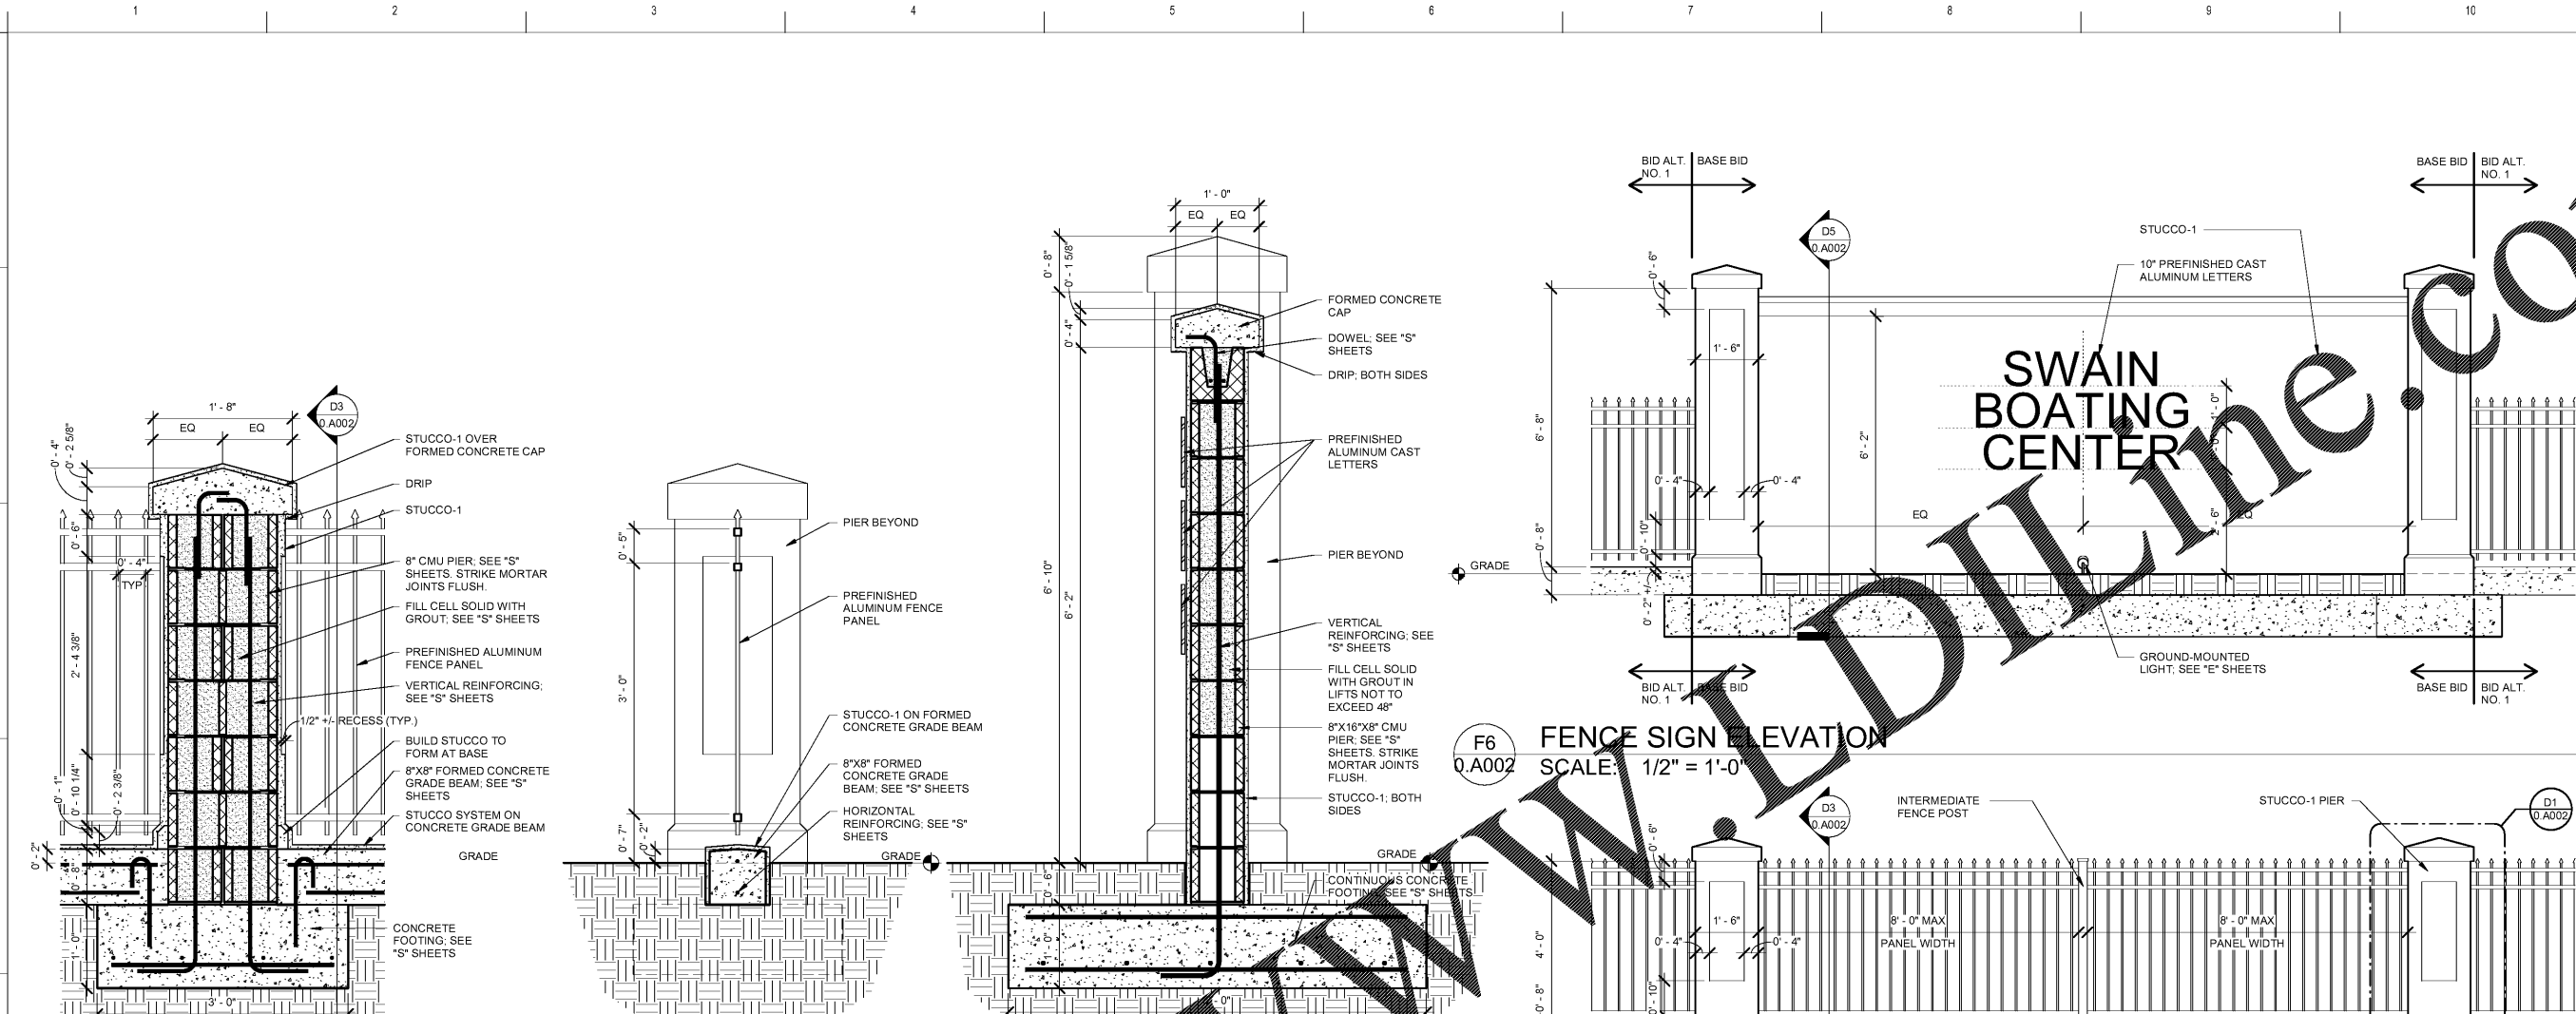 1 2 3 4 5 6 7 8 9 10
1' - 8"
EQ EQ
D3
0.A002
0' - 4"
0' - 2 5/8"
0' - 6"
0' - 4"
TYP
2' - 4 3/8"
0' - 1"
0' - 10 1/4"
0' - 2 3/8"
0' - 2"
0' - 8"
1' - 0"
3' - 0"
STUCCO-1 OVER
FORMED CONCRETE CAP
DRIP
STUCCO-1
8" CMU PIER; SEE "S"
SHEETS. STRIKE MORTAR
JOINTS FLUSH.
FILL CELL SOLID WITH
GROUT; SEE "S" SHEETS
PREFINISHED ALUMINUM
FENCE PANEL
VERTICAL REINFORCING;
SEE "S" SHEETS
1/2" +/- RECESS (TYP.)
BUILD STUCCO TO
FORM AT BASE
8"X8" FORMED CONCRETE
GRADE BEAM; SEE "S"
SHEETS
STUCCO SYSTEM ON
CONCRETE GRADE BEAM
GRADE
CONCRETE
FOOTING; SEE
"S" SHEETS
0' - 5"
3' - 0"
0' - 7"
0' - 2"
PIER BEYOND
PREFINISHED
ALUMINUM FENCE
PANEL
STUCCO-1 ON FORMED
CONCRETE GRADE BEAM
8"X8" FORMED
CONCRETE GRADE
BEAM; SEE "S" SHEETS
HORIZONTAL
REINFORCING; SEE "S"
SHEETS
GRADE
1' - 0"
EQ EQ
0' - 8"
0' - 1 5/8"
0' - 4"
6' - 10"
6' - 2"
0' - 6"
1' - 0"
FORMED CONCRETE
CAP
DOWEL; SEE "S"
SHEETS
DRIP; BOTH SIDES
PREFINISHED
ALUMINUM CAST
LETTERS
PIER BEYOND
VERTICAL
REINFORCING; SEE
"S" SHEETS
FILL CELL SOLID
WITH GROUT IN
LIFTS NOT TO
EXCEED 48"
8"X16"X8" CMU
PIER; SEE "S"
SHEETS. STRIKE
MORTAR JOINTS
FLUSH.
STUCCO-1; BOTH
SIDES
GRADE
CONTINUOUS CONCRETE
FOOTING; SEE "S" SHEETS
BID ALT.
NO. 1
BASE BID
BASE BID
BID ALT.
NO. 1
D5
0.A002
STUCCO-1
10" PREFINISHED CAST
ALUMINUM LETTERS
0' - 6"
1' - 6"
6' - 8"
6' - 2"
SWAIN
BOATING
CENTER
0' - 4" 0' - 4"
0' - 10"
0' - 8"
0' 2" +/-
EQ EQ
1' - 0"
2' - 6"
GRADE
GROUND-MOUNTED
LIGHT; SEE "E" SHEETS
BID ALT.
NO. 1
BASE BID
BASE BID
BID ALT.
NO. 1
F6
0.A002
FENCE SIGN ELEVATION
SCALE: 1/2" = 1'-0"
D3
0.A002
INTERMEDIATE
FENCE POST
STUCCO-1 PIER
D1
0.A002
0' - 6"
1' - 6"
8' - 0" MAX
PANEL WIDTH
8' - 0" MAX
PANEL WIDTH
4' - 0"
0' - 4" 0' - 4"
0' - 8"
0' - 10"
WW.LDILine.co